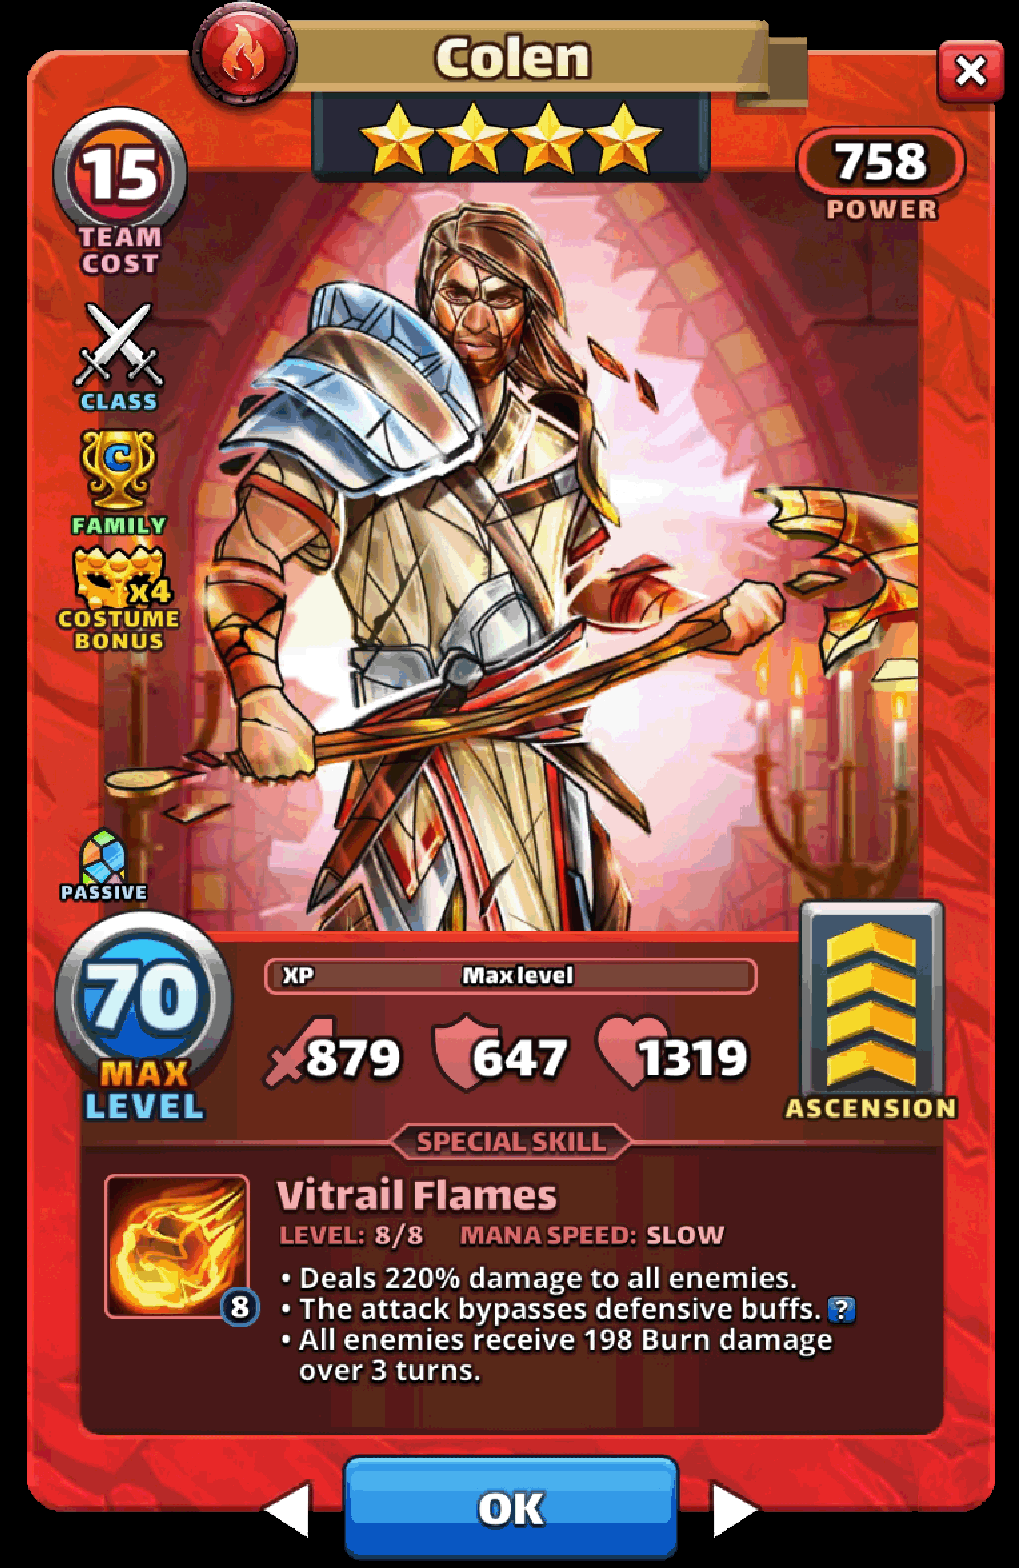 Colen
15
TEAM
COST
758
POWER
CLASS
C
FAMILY
x4
COSTUME
BONUS
PASSIVE
70
MAX
LEVEL
XP Max level
879 647 1319
ASCENSION
SPECIAL SKILL
Vitrail Flames
LEVEL: 8/8 MANA SPEED: SLOW
8
• Deals 220% damage to all enemies.
• The attack bypasses defensive buffs. ?
• All enemies receive 198 Burn damage
over 3 turns.
OK